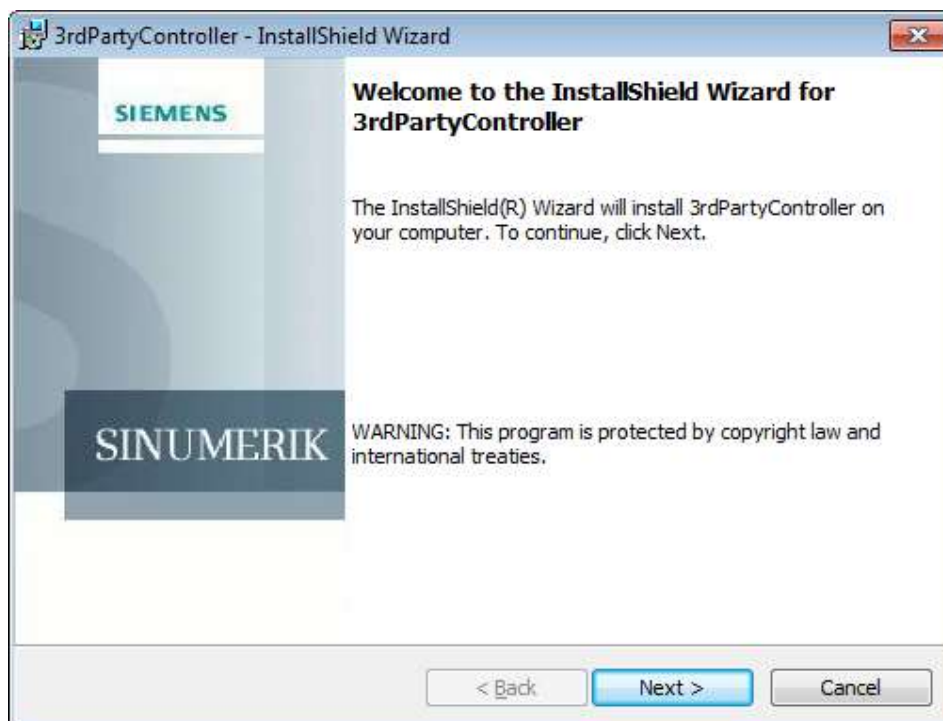 3rdPartyController - InstallShield Wizard
SIEMENS
Welcome to the InstallShield Wizard for
3rdPartyController
The InstallShield(R) Wizard will install 3rdPartyController on
your computer. To continue, click Next.
SINUMERIK
WARNING: This program is protected by copyright law and
international treaties.
< Back
Next >
Cancel